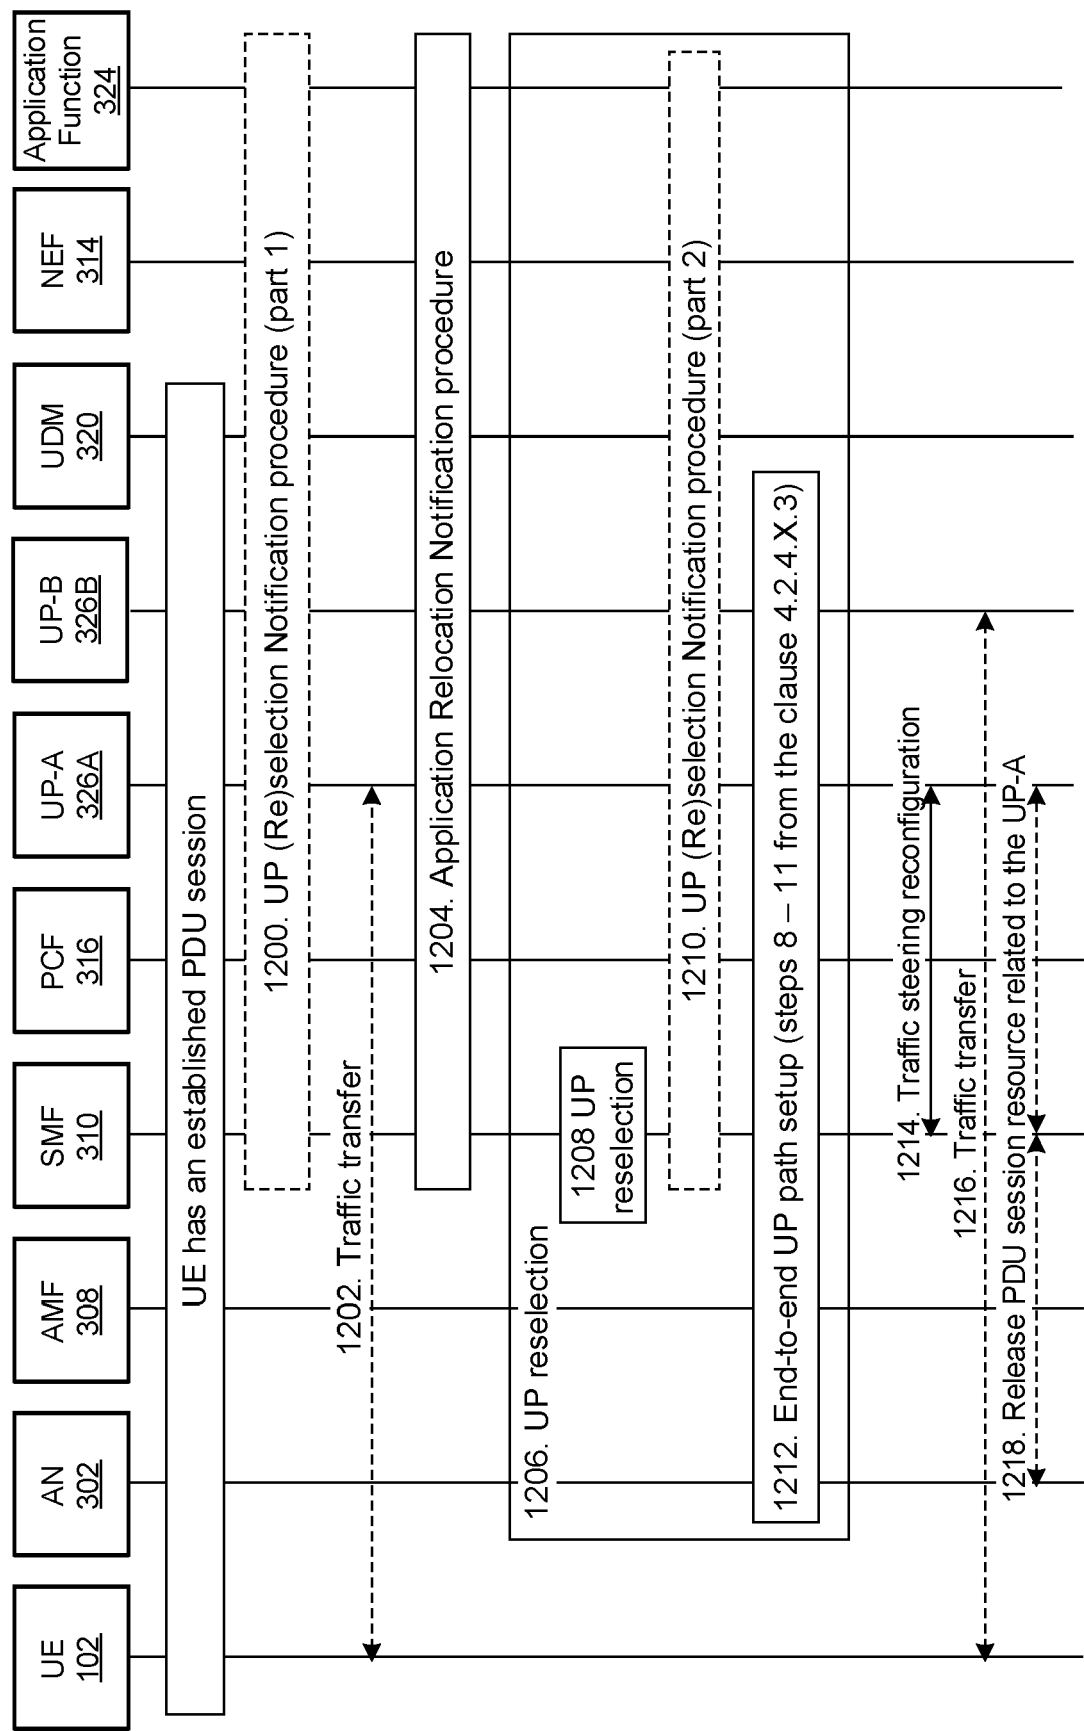 UE
102
AN
302
AMF
308
SMF
310
PCF
316
UP-A
326A
UP-B
326B
UDM
320
NEF
314
Application
Function
324
UE has an established PDU session
1200. UP (Re)selection Notification procedure (part 1)
1202. Traffic transfer
1204. Application Relocation Notification procedure
1206. UP reselection
1208 UP
reselection
1210. UP (Re)selection Notification procedure (part 2)
1212. End-to-end UP path setup (steps 8 – 11 from the clause 4.2.4.X.3)
1214. Traffic steering reconfiguration
1216. Traffic transfer
1218. Release PDU session resource related to the UP-A